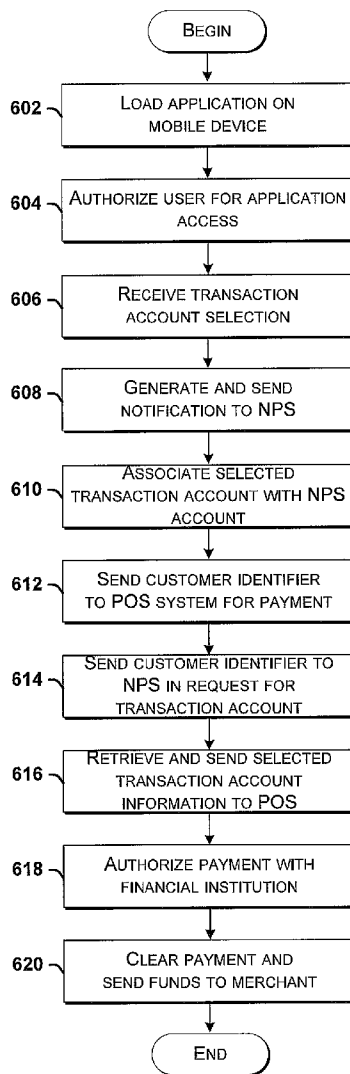 BEGIN
602
LOAD APPLICATION ON
MOBILE DEVICE
604
AUTHORIZE USER FOR APPLICATION
ACCESS
606
RECEIVE TRANSACTION
ACCOUNT SELECTION
608
GENERATE AND SEND
NOTIFICATION TO NPS
610
ASSOCIATE SELECTED
TRANSACTION ACCOUNT WITH NPS
ACCOUNT
612
SEND CUSTOMER IDENTIFIER
TO POS SYSTEM FOR PAYMENT
614
SEND CUSTOMER IDENTIFIER TO
NPS IN REQUEST FOR
TRANSACTION ACCOUNT
616
RETRIEVE AND SEND SELECTED
TRANSACTION ACCOUNT
INFORMATION TO POS
618
AUTHORIZE PAYMENT WITH
FINANCIAL INSTITUTION
620
CLEAR PAYMENT AND
SEND FUNDS TO MERCHANT
END